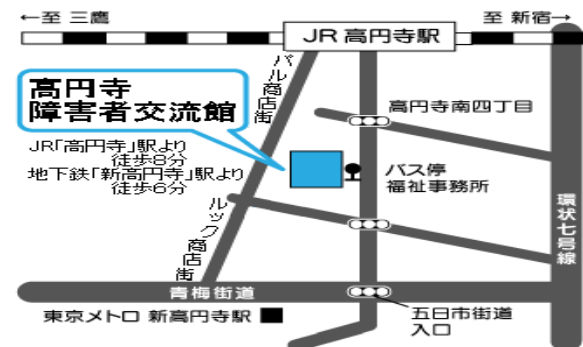 ←至 三鷹
至 新宿→
JR 高円寺駅
高円寺
障害者交流館
パル商店街
高円寺南四丁目
JR「高円寺」駅より
徒歩8分
地下鉄「新高円寺」駅より
徒歩6分
バス停
福祉事務所
ルック商店街
環状七号線
青梅街道
東京メトロ 新高円寺駅
五日市街道
入口